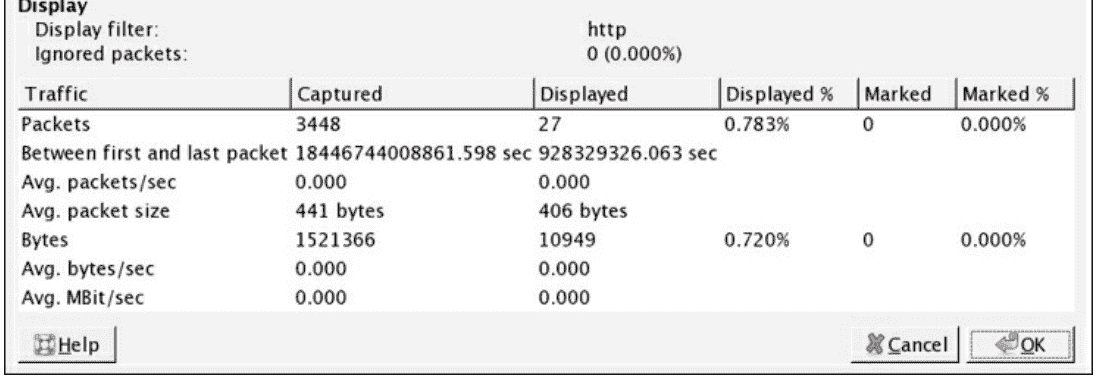 Display
Display filter: http
Ignored packets: 0 (0.000%)
Traffic Captured Displayed Displayed % Marked Marked %
Packets 3448 27 0.783% 0 0.000%
Between first and last packet 18446744008861.598 sec 928329326.063 sec
Avg. packets/sec 0.000 0.000
Avg. packet size 441 bytes 406 bytes
Bytes 1521366 10949 0.720% 0 0.000%
Avg. bytes/sec 0.000 0.000
Avg. MBit/sec 0.000 0.000
Help Cancel OK